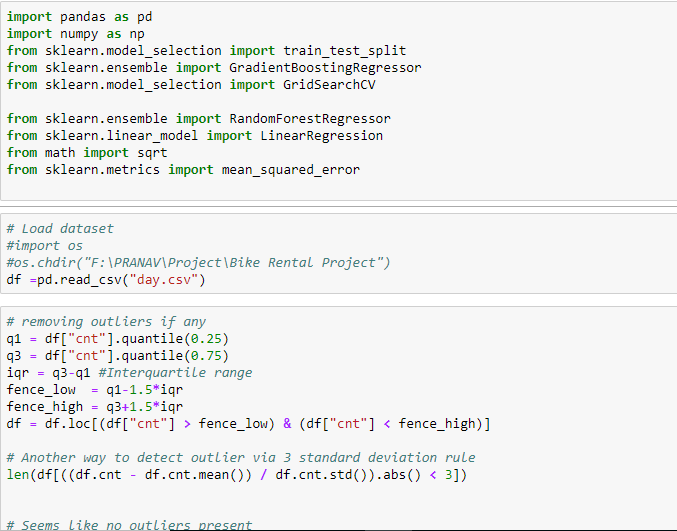 import pandas as pd
import numpy as np
from sklearn.model_selection import train_test_split
from sklearn.ensemble import GradientBoostingRegressor
from sklearn.model_selection import GridSearchCV
from sklearn.ensemble import RandomForestRegressor
from sklearn.linear_model import LinearRegression
from math import sqrt
from sklearn.metrics import mean_squared_error
# Load dataset
#import os
#os.chdir("F:\PRANAV\Project\Bike Rental Project")
df =pd.read_csv("day.csv")
# removing outliers if any
q1 = df["cnt"].quantile(0.25)
q3 = df["cnt"].quantile(0.75)
iqr = q3-q1 #Interquartile range
fence_low  = q1-1.5*iqr
fence_high = q3+1.5*iqr
df = df.loc[(df["cnt"] > fence_low) & (df["cnt"] < fence_high)]
# Another way to detect outlier via 3 standard deviation rule
len(df[((df.cnt - df.cnt.mean()) / df.cnt.std()).abs() < 3])
# Seems like no outliers present